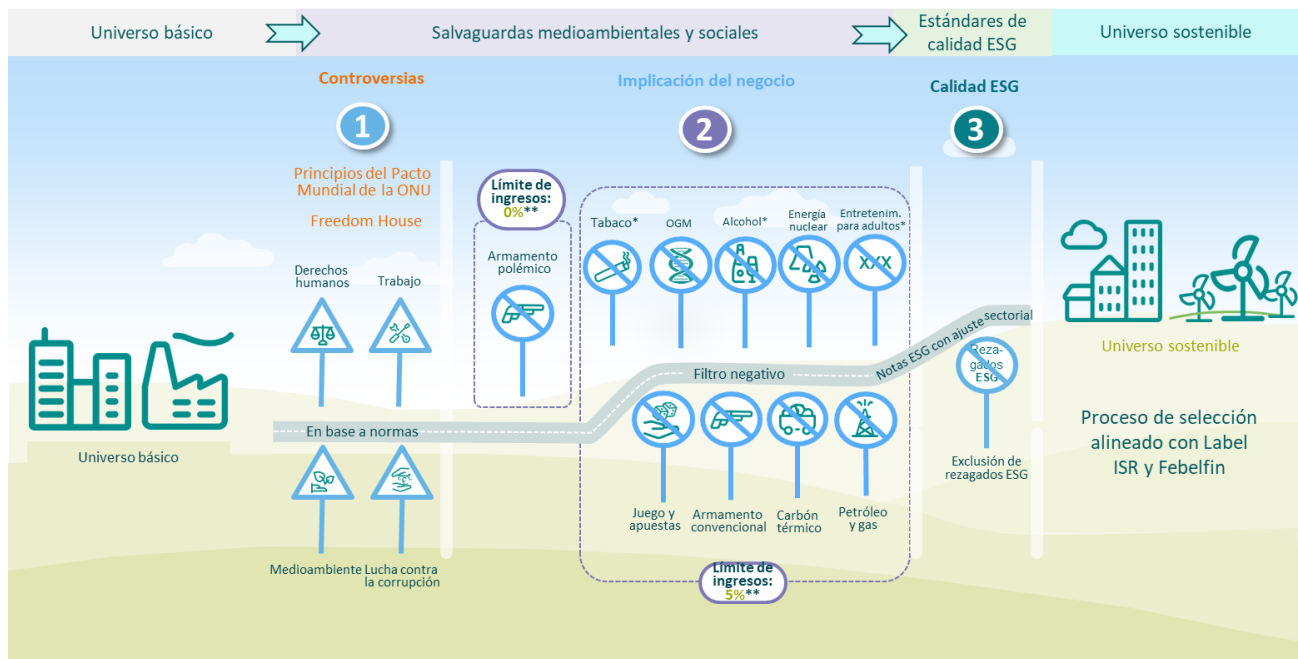 Universo básico
Salvaguardas medioambientales y sociales
Estándares de
calidad ESG
Universo sostenible
Controversias
1
Principios del Pacto
Mundial de la ONU
Freedom House
Derechos
humanos
Trabajo
En base a normas
Medioambiente
Lucha contra
la corrupción
Universo básico
Implicación del negocio
2
Límite de
ingresos:
0%**
Armamento
polémico
Tabaco*
OGM
Alcohol*
Energía
nuclear
Entretenim.
para adultos*
XXX
Filtro negativo
Notas ESG con ajuste sectorial
Juego y
apuestas
Armamento
convencional
Carbón
térmico
Petróleo
y gas
Límite de
ingresos:
5%**
Calidad ESG
3
Reza-
gados
ESG
Exclusión de
rezagados ESG
Universo sostenible
Proceso de selección
alineado con Label
ISR y Febelfin